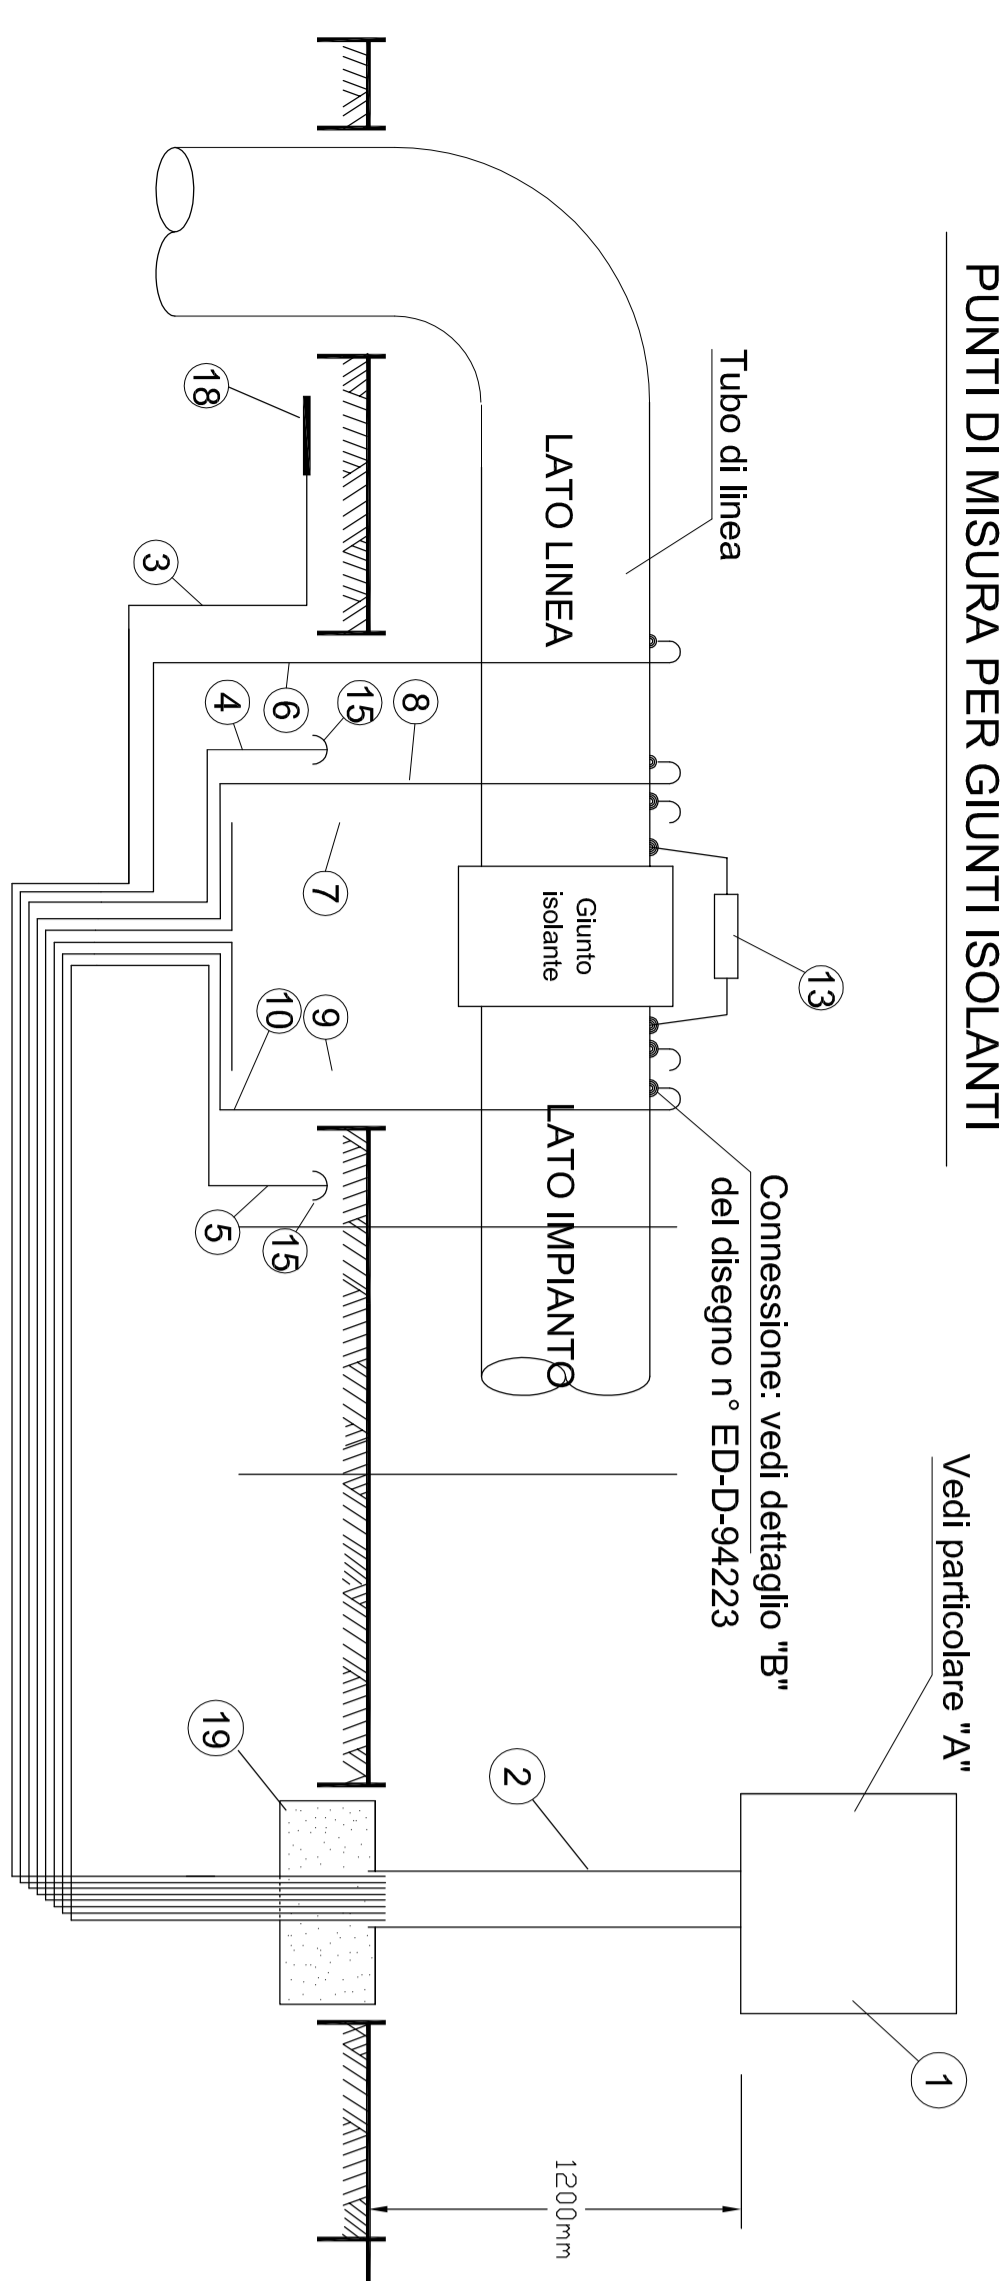 PUNTI DI MISURA PER GIUNTI ISOLANTI
Vedi particolare "A"
Tubo di linea
Connessione: vedi dettaglio "B"
del disegno n° ED-D-94223
13
1
LATO LINEA
Giunto
isolante
LATO IMPIANTO
2
1200mm
8
15
7
9
6
10
15
4
5
18
3
19